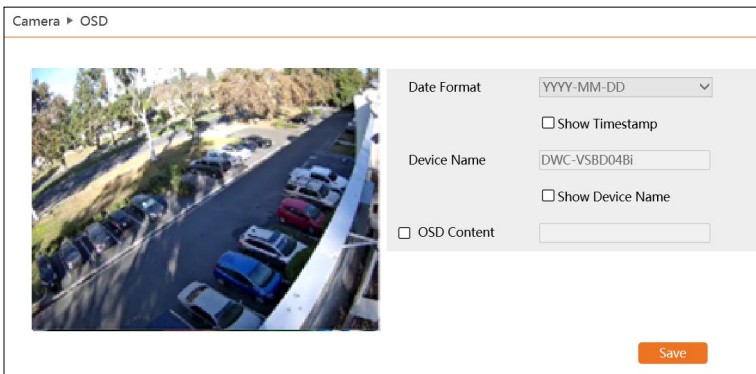 Camera ▶ OSD
Date Format YYYY-MM-DD
Show Timestamp
Device Name DWC-VSBD04Bi
Show Device Name
OSD Content
Save